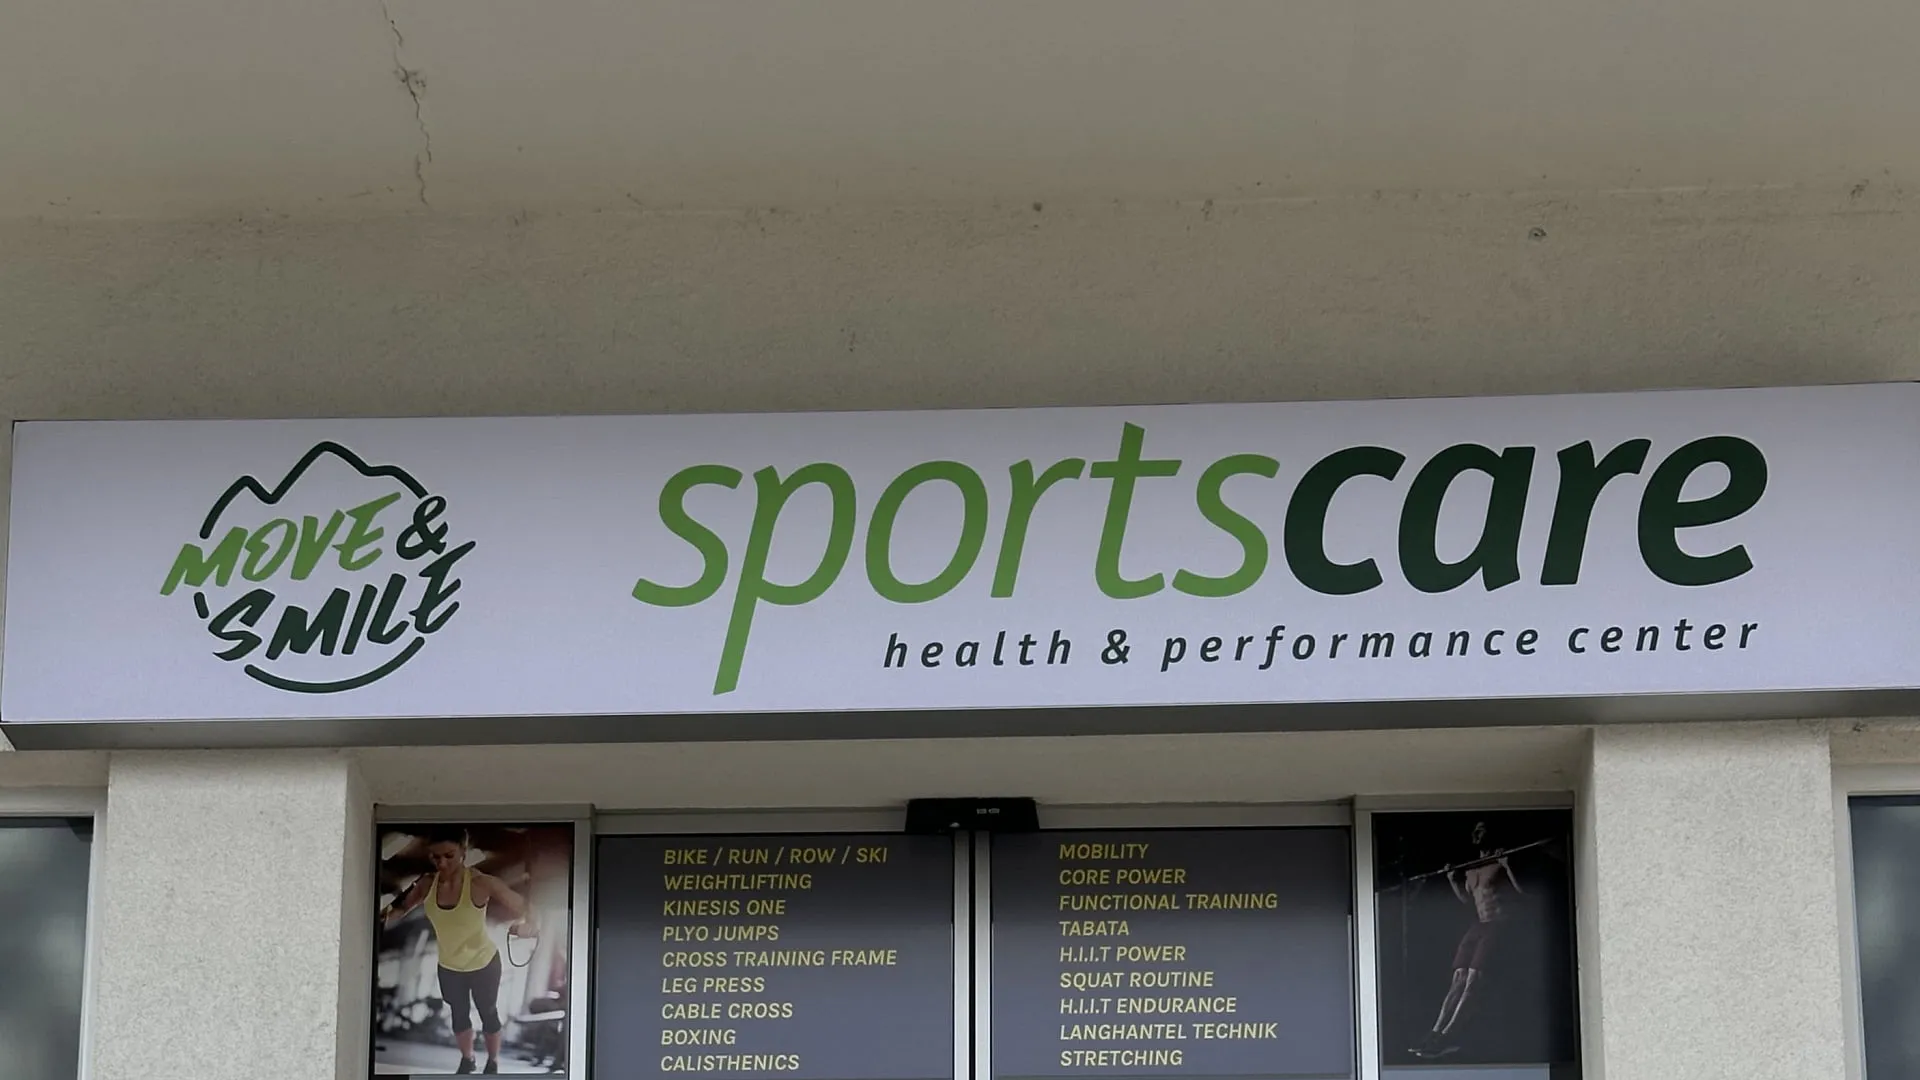 MOVE &
SMILE
sportscare
health & performance center
BIKE / RUN / ROW / SKI
WEIGHTLIFTING
KINESIS ONE
PLYO JUMPS
CROSS TRAINING FRAME
LEG PRESS
CABLE CROSS
BOXING
CALISTHENICS
MOBILITY
CORE POWER
FUNCTIONAL TRAINING
TABATA
H.I.I.T POWER
SQUAT ROUTINE
H.I.I.T ENDURANCE
LANGHANTEL TECHNIK
STRETCHING